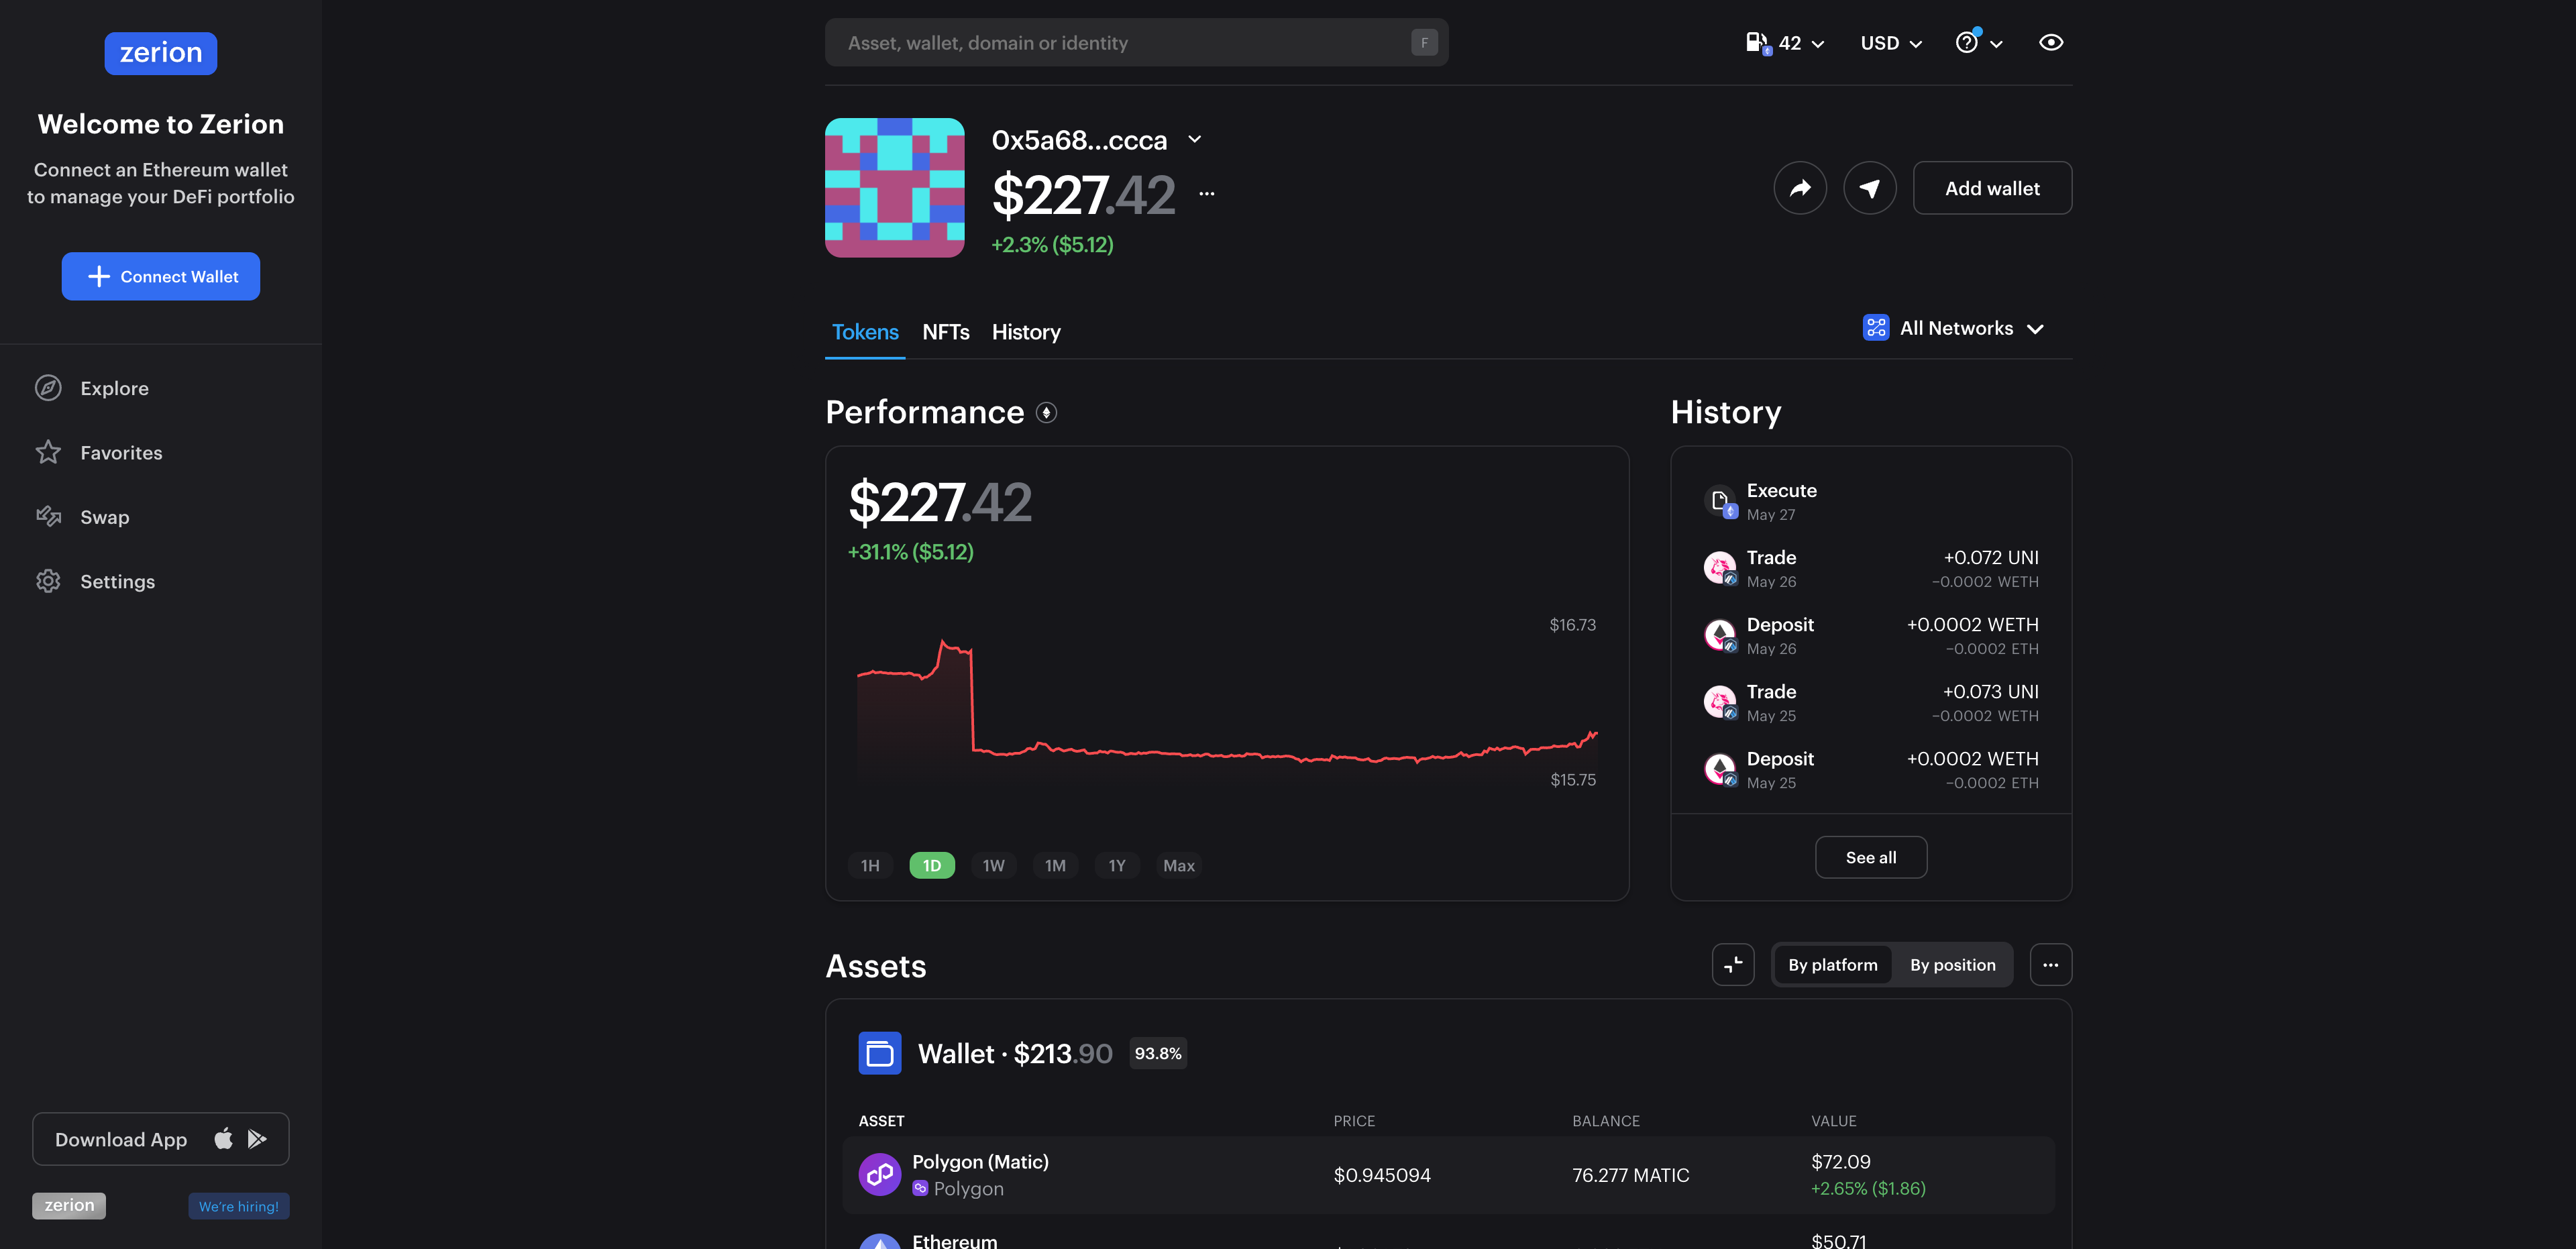 zerion
Welcome to Zerion
Connect an Ethereum wallet
to manage your DeFi portfolio
Connect Wallet
Explore
Favorites
Swap
Settings
Download App
zerion
We're hiring!
Asset, wallet, domain or identity
F
42
USD
0x5a68...ccca
$227.42
+2.3% ($5.12)
Add wallet
Tokens
NFTs
History
All Networks
Performance
$227.42
+31.1% ($5.12)
$16.73
$15.75
1H
1D
1W
1M
1Y
Max
History
Execute
May 27
Trade +0.072 UNI
May 26 −0.0002 WETH
Deposit +0.0002 WETH
May 26 −0.0002 ETH
Trade +0.073 UNI
May 25 −0.0002 WETH
Deposit +0.0002 WETH
May 25 −0.0002 ETH
See all
Assets
By platform
By position
Wallet · $213.90 93.8%
ASSET PRICE BALANCE VALUE
Polygon (Matic) $0.945094 76.277 MATIC $72.09
Polygon +2.65% ($1.86)
Ethereum $50.71